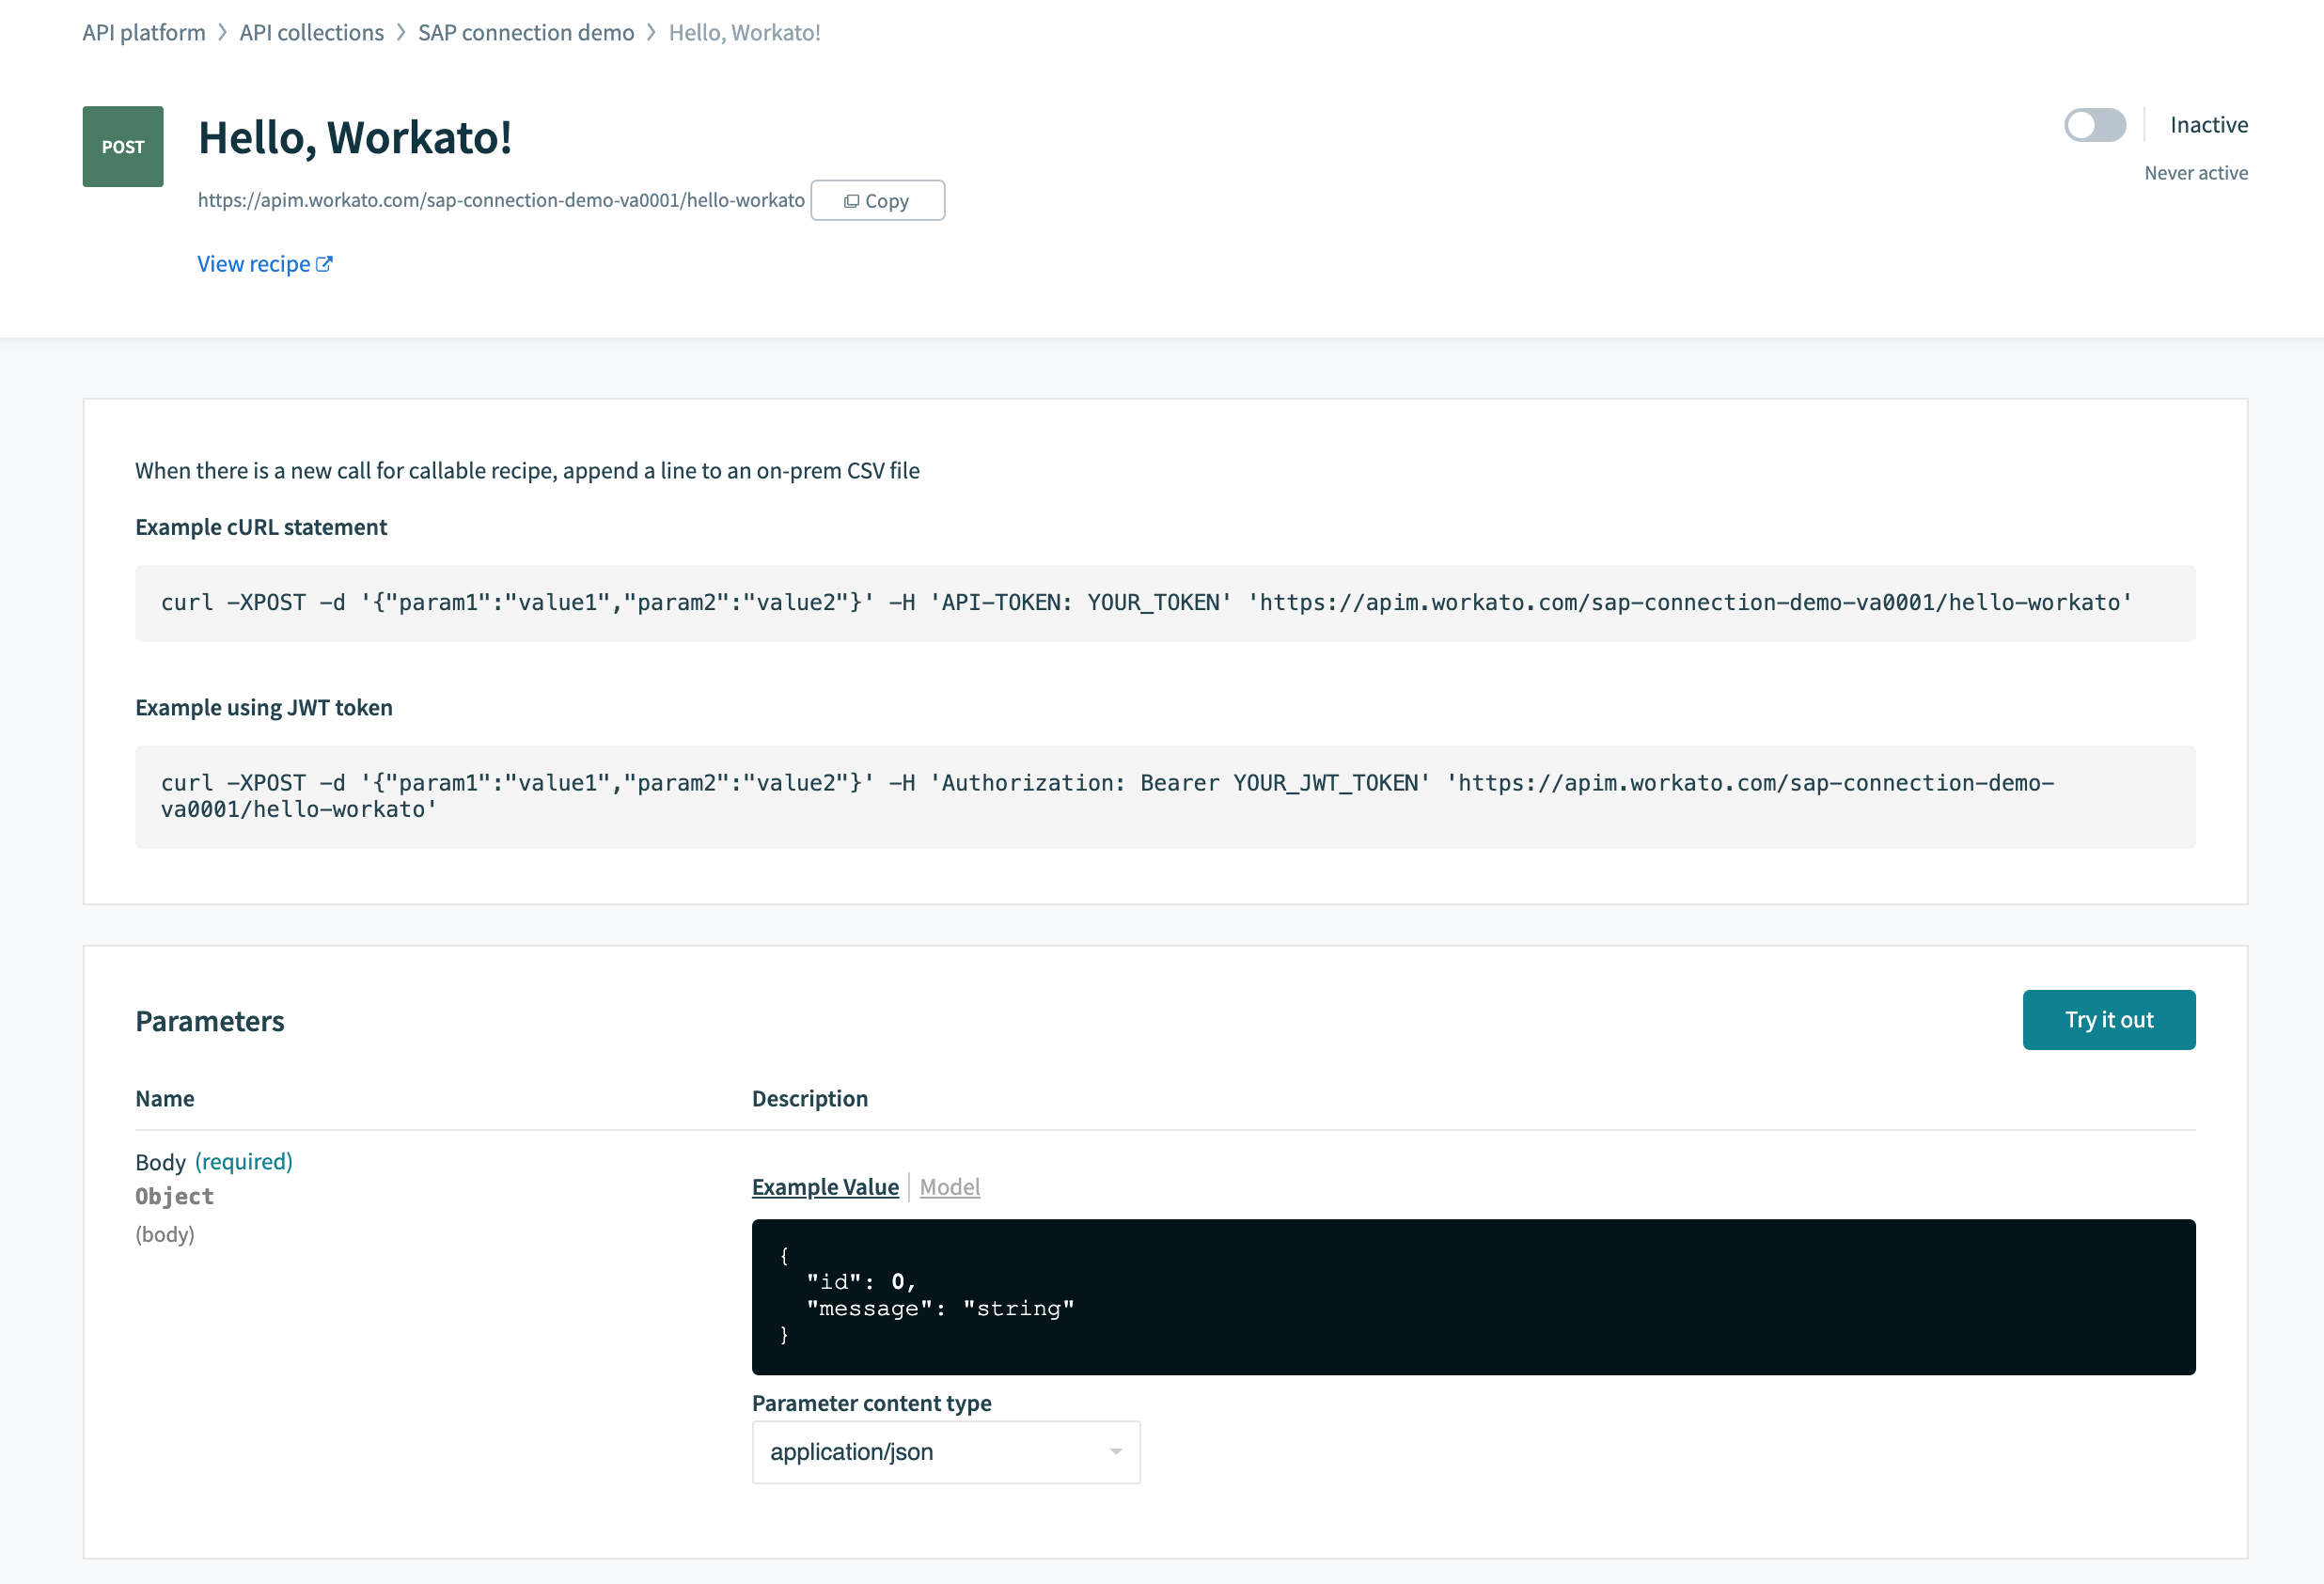 API platform > API collections > SAP connection demo > Hello, Workato!
POST
Hello, Workato!
Inactive
Never active
https://apim.workato.com/sap-connection-demo-va0001/hello-workato Copy
View recipe
When there is a new call for callable recipe, append a line to an on-prem CSV file
Example cURL statement
curl -XPOST -d '{"param1":"value1","param2":"value2"}' -H 'API-TOKEN: YOUR_TOKEN' 'https://apim.workato.com/sap-connection-demo-va0001/hello-workato'
Example using JWT token
curl -XPOST -d '{"param1":"value1","param2":"value2"}' -H 'Authorization: Bearer YOUR_JWT_TOKEN' 'https://apim.workato.com/sap-connection-demo-
va0001/hello-workato'
Parameters
Try it out
Name Description
Body (required)
Object
(body)
Example Value Model
{
"id": 0,
"message": "string"
}
Parameter content type
application/json